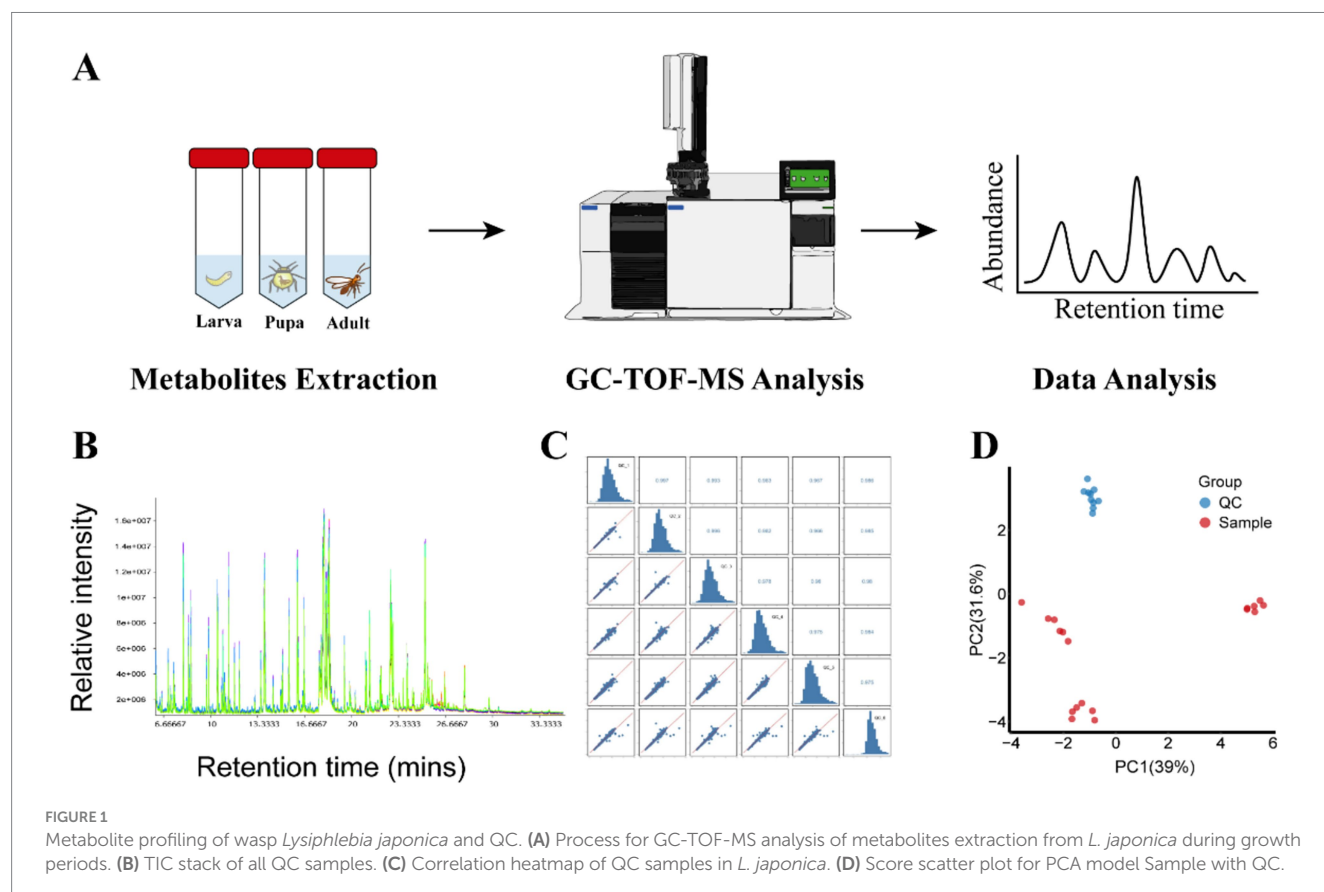 A
Larva Pupa Adult
Abundance
Retention time
Metabolites Extraction
GC-TOF-MS Analysis
Data Analysis
B
Relative intensity
1.6e+007
1.4e+007
1.2e+007
1e+007
8e+006
6e+006
4e+006
2e+006
6.66667 10 13.3333 16.6667 20 23.3333 26.6667 30 33.3333
Retention time (mins)
C
QC_1
QC_2
QC_3
D
Group
QC
Sample
PC2(31.6%)
2
0
−2
−4
−4 −2 0 2 4 6
PC1(39%)
FIGURE 1
Metabolite profiling of wasp Lysiphlebia japonica and QC. (A) Process for GC-TOF-MS analysis of metabolites extraction from L. japonica during growth
periods. (B) TIC stack of all QC samples. (C) Correlation heatmap of QC samples in L. japonica. (D) Score scatter plot for PCA model Sample with QC.